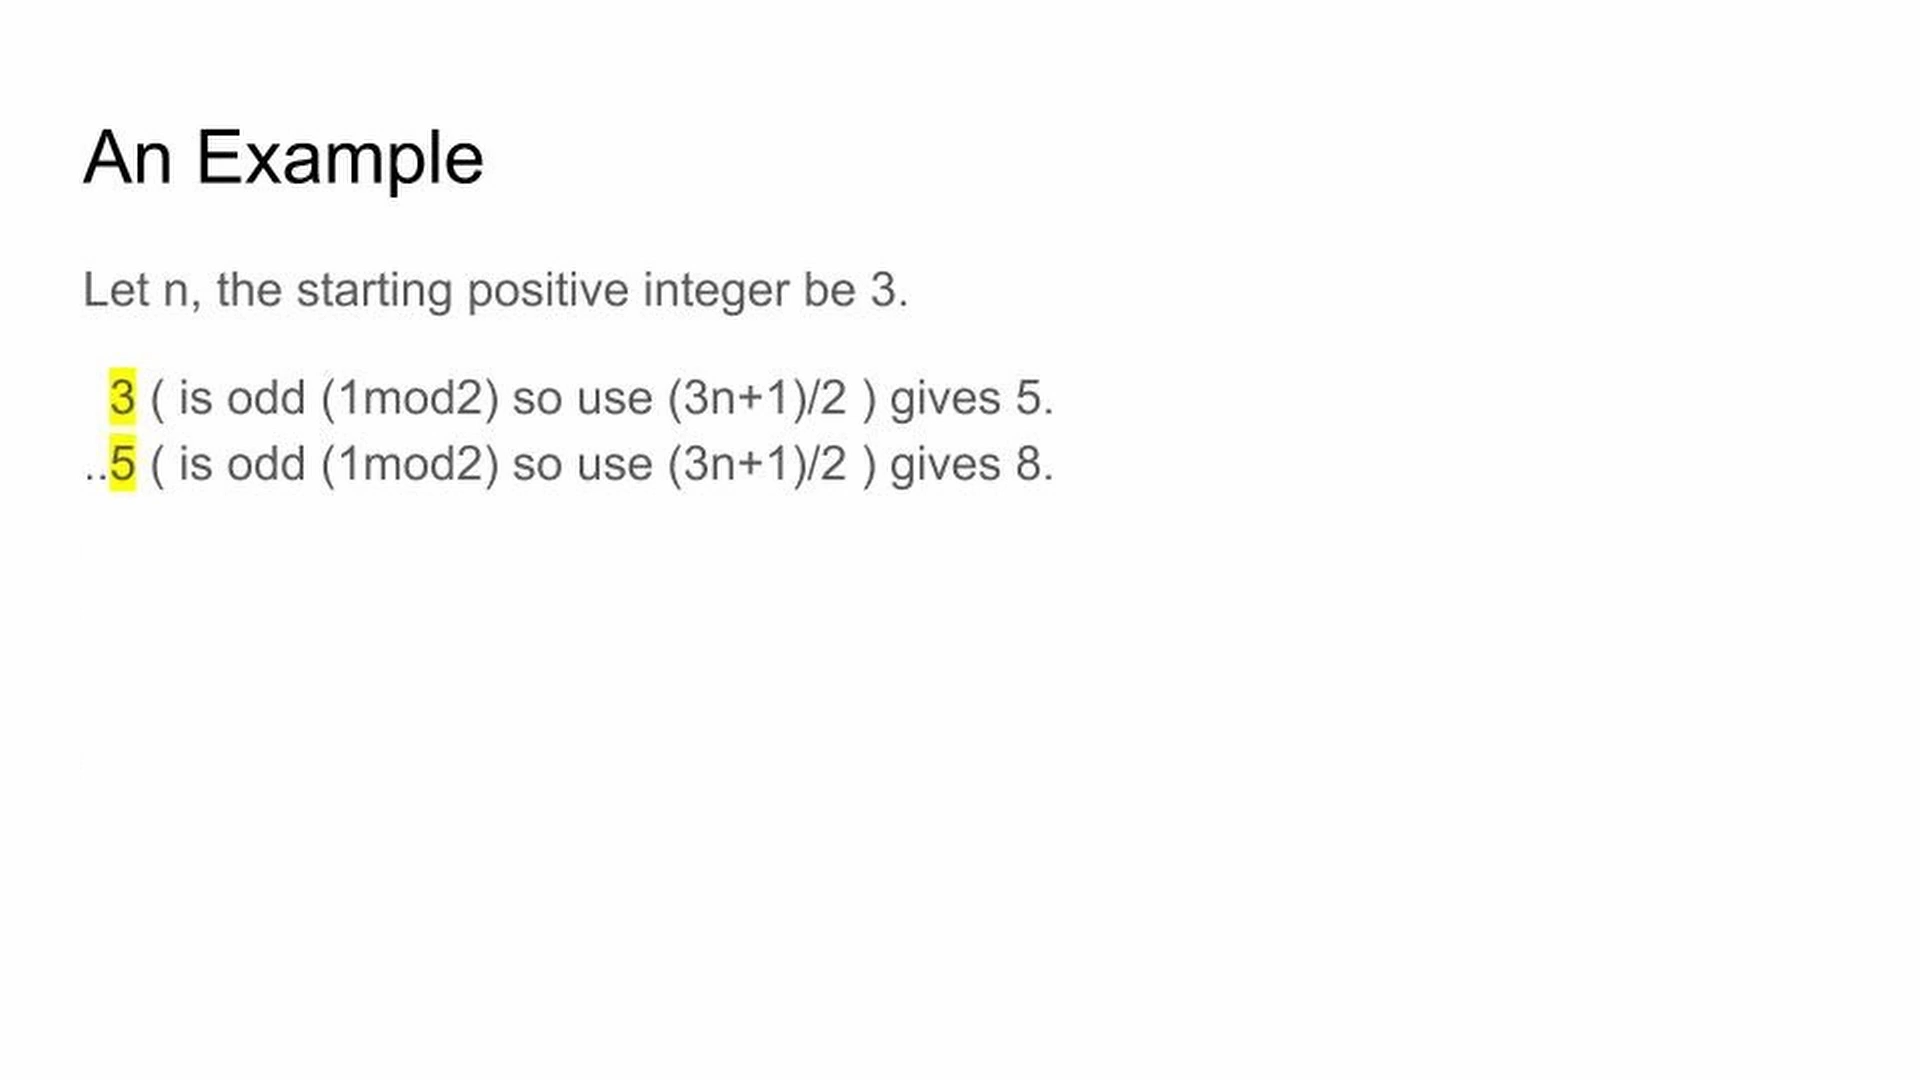 An Example
Let n, the starting positive integer be 3.
3 ( is odd (1mod2) so use (3n+1)/2 ) gives 5.
..5 ( is odd (1mod2) so use (3n+1)/2 ) gives 8.